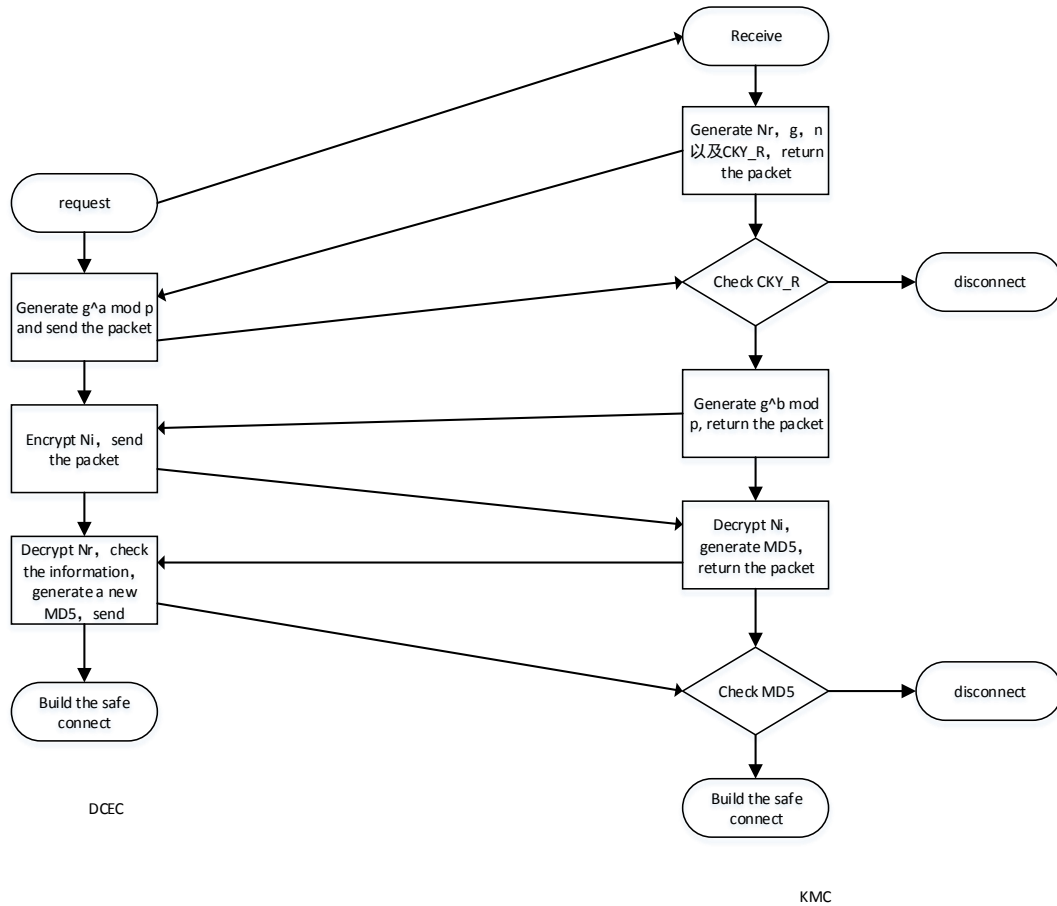 Receive
Generate Nr，g，n
以及CKY_R，return
the packet
request
Check CKY_R
disconnect
Generate g^a mod p
and send the packet
Generate g^b mod
p, return the packet
Encrypt Ni，send
the packet
Decrypt Ni，
generate MD5，
return the packet
Decrypt Nr，check
the information，
generate a new
MD5，send
Check MD5
disconnect
Build the safe
connect
Build the safe
connect
DCEC
KMC